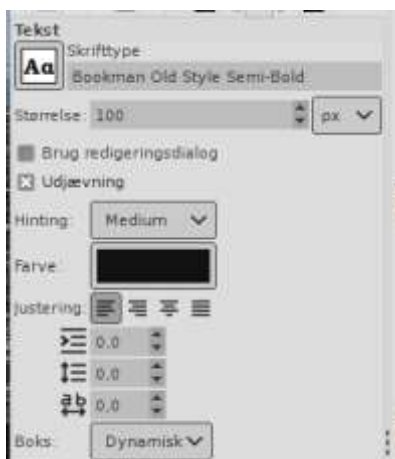 Tekst
Skrifttype
Aa
Bookman Old Style Semi-Bold
Størrelse: 100 px
Brug redigeringsdialog
Udjævning
Hinting: Medium
Farve:
Justering:
0.0
0.0
ab 0.0
Boks: Dynamisk